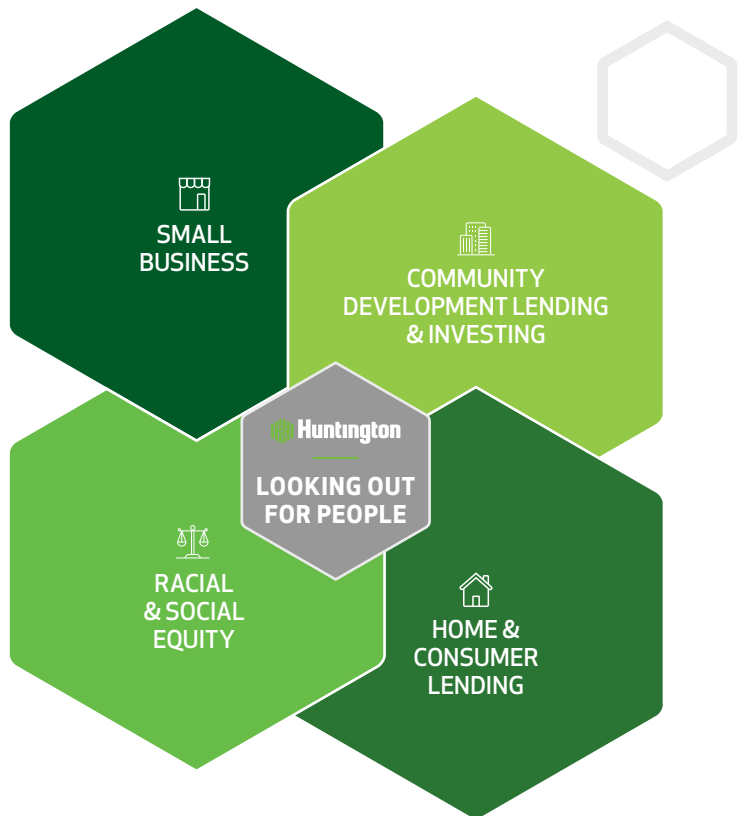 SMALL
BUSINESS
COMMUNITY
DEVELOPMENT LENDING
& INVESTING
Huntington
LOOKING OUT
FOR PEOPLE
RACIAL
& SOCIAL
EQUITY
HOME &
CONSUMER
LENDING